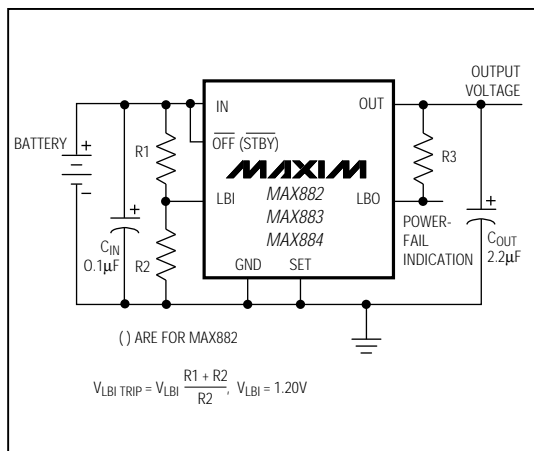 OUTPUT
VOLTAGE
IN
OUT
BATTERY
+
−
R1
OFF (STBY)
R3
MAXIM
LBI
MAX882
LBO
MAX883
MAX884
+
CIN
0.1µF
R2
POWER-
FAIL
INDICATION
+
COUT
2.2µF
GND
SET
( ) ARE FOR MAX882
VLBI TRIP = VLBI (R1 + R2) / R2, VLBI = 1.20V